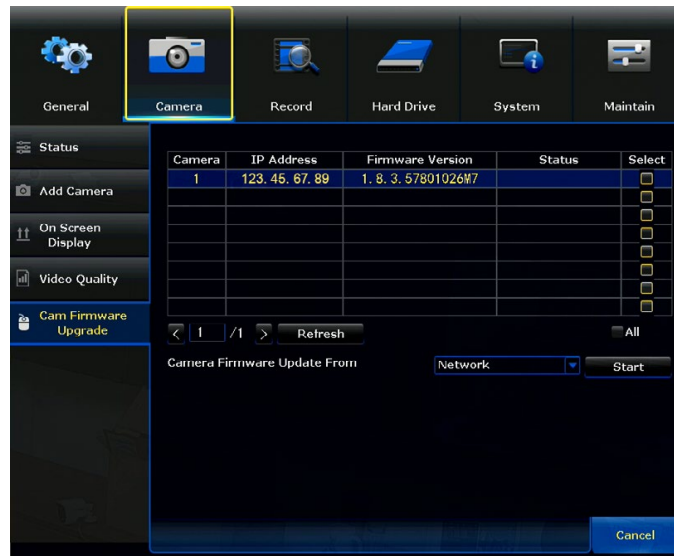 General Camera Record Hard Drive System Maintain
Status
Add Camera
On Screen
Display
Video Quality
Cam Firmware
Upgrade
Camera IP Address Firmware Version Status Select
1 123. 45. 67. 89 1. 8. 3. 57801026M7
< 1 /1 > Refresh All
Camera Firmware Update From Network Start
Cancel